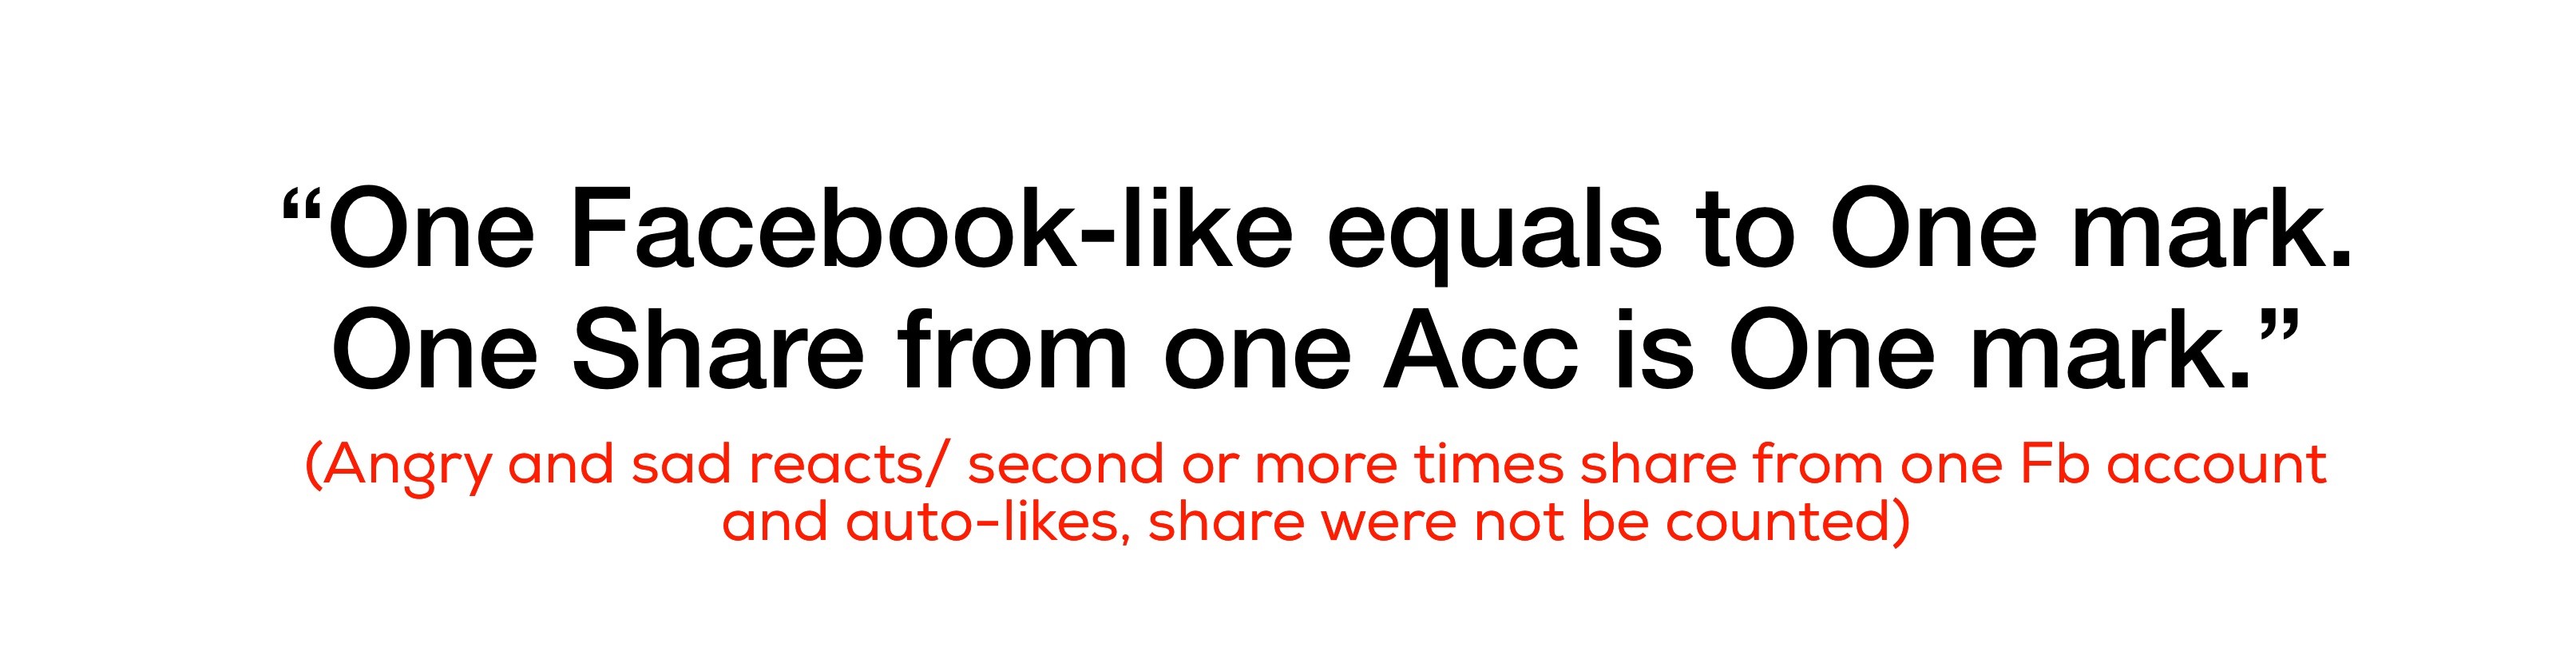 “One Facebook-like equals to One mark.
One Share from one Acc is One mark.”
(Angry and sad reacts/ second or more times share from one Fb account
and auto-likes, share were not be counted)